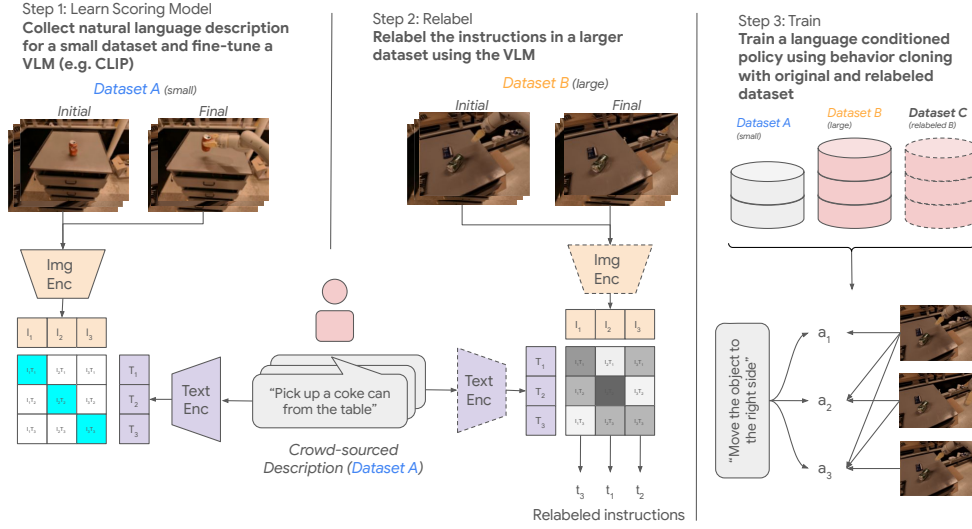 Step 1: Learn Scoring Model
Collect natural language description
for a small dataset and fine-tune a
VLM (e.g. CLIP)
Dataset A (small)
Initial
Final
Img
Enc
I1
I2
I3
T1
T2
T3
Text
Enc
"Pick up a coke can
from the table"
Crowd-sourced
Description (Dataset A)
Step 2: Relabel
Relabel the instructions in a larger
dataset using the VLM
Dataset B (large)
Initial
Final
Img
Enc
I1
I2
I3
Text
Enc
T1
T2
T3
t3
t1
t2
Relabeled instructions
Step 3: Train
Train a language conditioned
policy using behavior cloning
with original and relabeled
dataset
Dataset A
(small)
Dataset B
(large)
Dataset C
(relabeled B)
"Move the object to
the right side"
a1
a2
a3